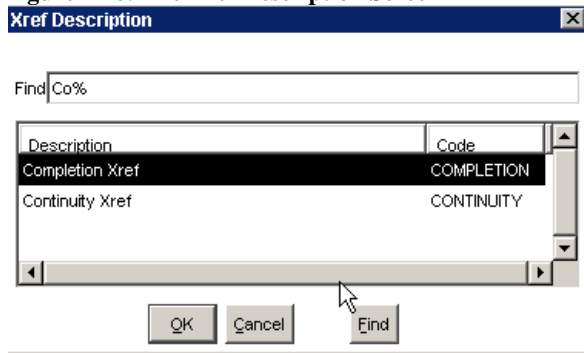 Xref Description
Find Co%
Description Code
Completion Xref COMPLETION
Continuity Xref CONTINUITY
OK Cancel Find